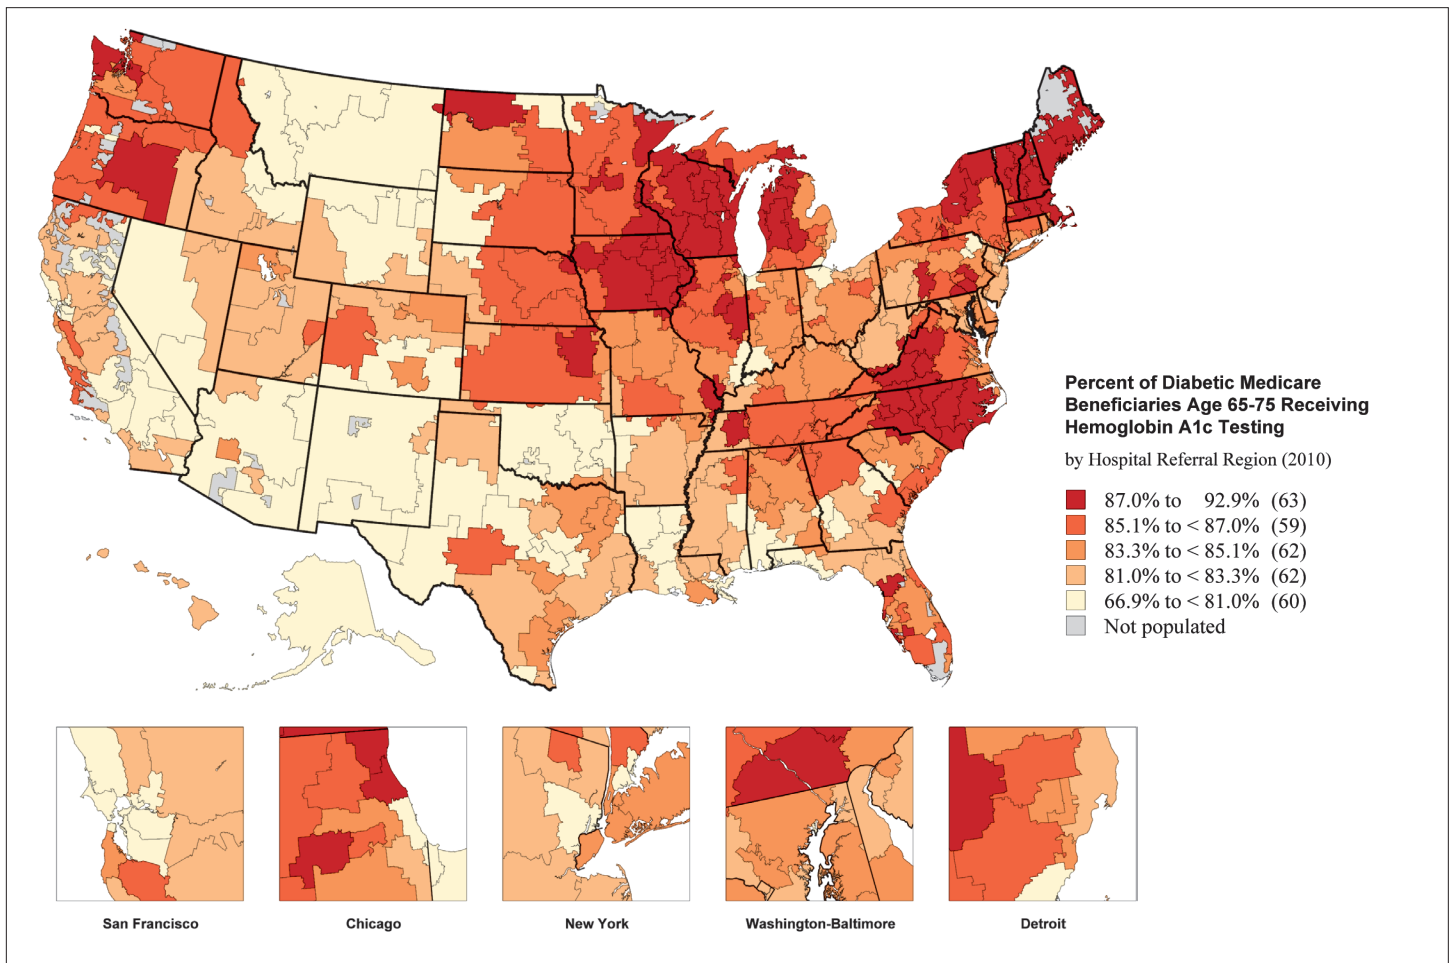 Percent of Diabetic Medicare
Beneficiaries Age 65-75 Receiving
Hemoglobin A1c Testing
by Hospital Referral Region (2010)
87.0% to 92.9% (63)
85.1% to < 87.0% (59)
83.3% to < 85.1% (62)
81.0% to < 83.3% (62)
66.9% to < 81.0% (60)
Not populated
San Francisco
Chicago
New York
Washington-Baltimore
Detroit